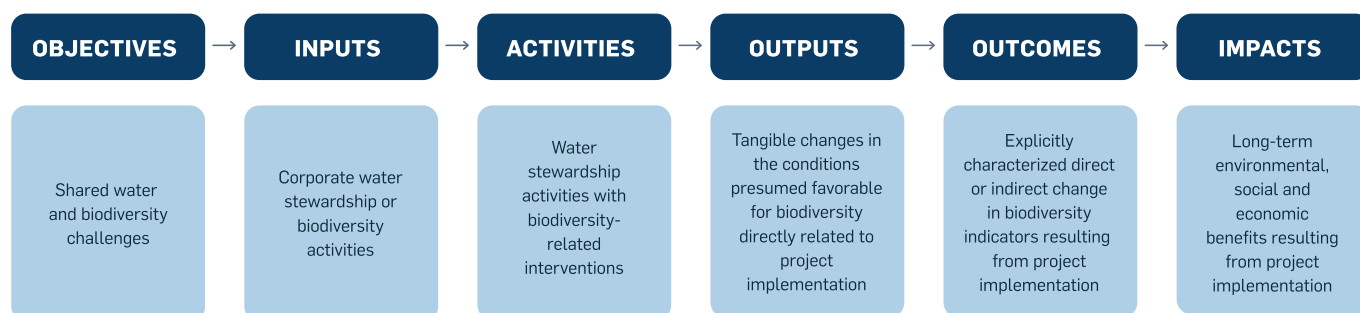 OBJECTIVES
INPUTS
ACTIVITIES
OUTPUTS
OUTCOMES
IMPACTS
Shared water
and biodiversity
challenges
Corporate water
stewardship or
biodiversity
activities
Water
stewardship
activities with
biodiversity-
related
interventions
Tangible changes in
the conditions
presumed favorable
for biodiversity
directly related to
project
implementation
Explicitly
characterized direct
or indirect change
in biodiversity
indicators resulting
from project
implementation
Long-term
environmental,
social and
economic
benefits resulting
from project
implementation